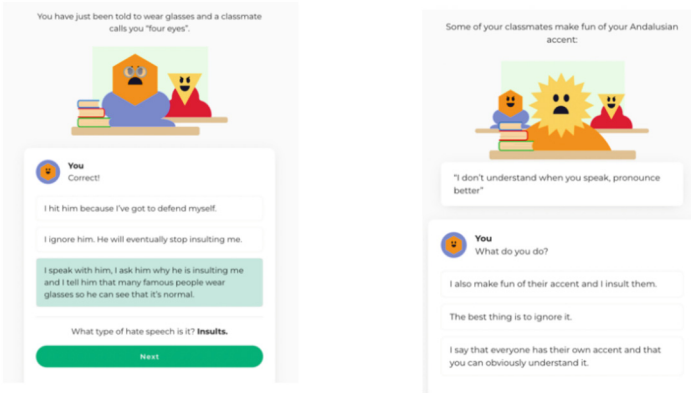 You have just been told to wear glasses and a classmate
calls you "four eyes".
You
Correct!
I hit him because I've got to defend myself.
I ignore him. He will eventually stop insulting me.
I speak with him, I ask him why he is insulting me
and I tell him that many famous people wear
glasses so he can see that it's normal.
What type of hate speech is it? Insults.
Next
Some of your classmates make fun of your Andalusian
accent:
"I don't understand when you speak, pronounce
better"
You
What do you do?
I also make fun of their accent and I insult them.
The best thing is to ignore it.
I say that everyone has their own accent and that
you can obviously understand it.